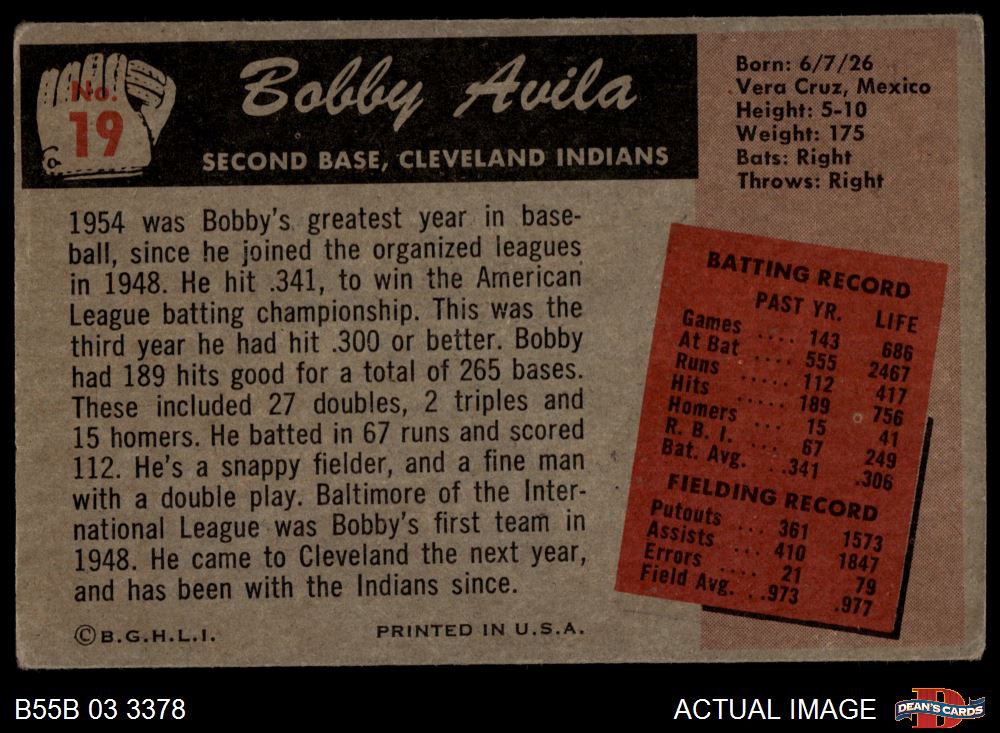 No.
19
Bobby Avila
SECOND BASE, CLEVELAND INDIANS
Born: 6/7/26
Vera Cruz, Mexico
Height: 5-10
Weight: 175
Bats: Right
Throws: Right
1954 was Bobby's greatest year in base-
ball, since he joined the organized leagues
in 1948. He hit .341, to win the American
League batting championship. This was the
third year he had hit .300 or better. Bobby
had 189 hits good for a total of 265 bases.
These included 27 doubles, 2 triples and
15 homers. He batted in 67 runs and scored
112. He's a snappy fielder, and a fine man
with a double play. Baltimore of the Inter-
national League was Bobby's first team in
1948. He came to Cleveland the next year,
and has been with the Indians since.
©B.G.H.L.I.
PRINTED IN U.S.A.
BATTING RECORD
PAST YR. LIFE
Games .... 143 686
At Bat .... 555 2467
Runs ..... 112 417
Hits ..... 189 756
Homers ... 15 41
R. B. I. ... 67 249
Bat. Avg. . .341 .306
FIELDING RECORD
Putouts ... 361 1573
Assists ... 410 1847
Errors .... 21 79
Field Avg. ..973 .977
B55B 03 3378
ACTUAL IMAGE
DEAN'S CARDS